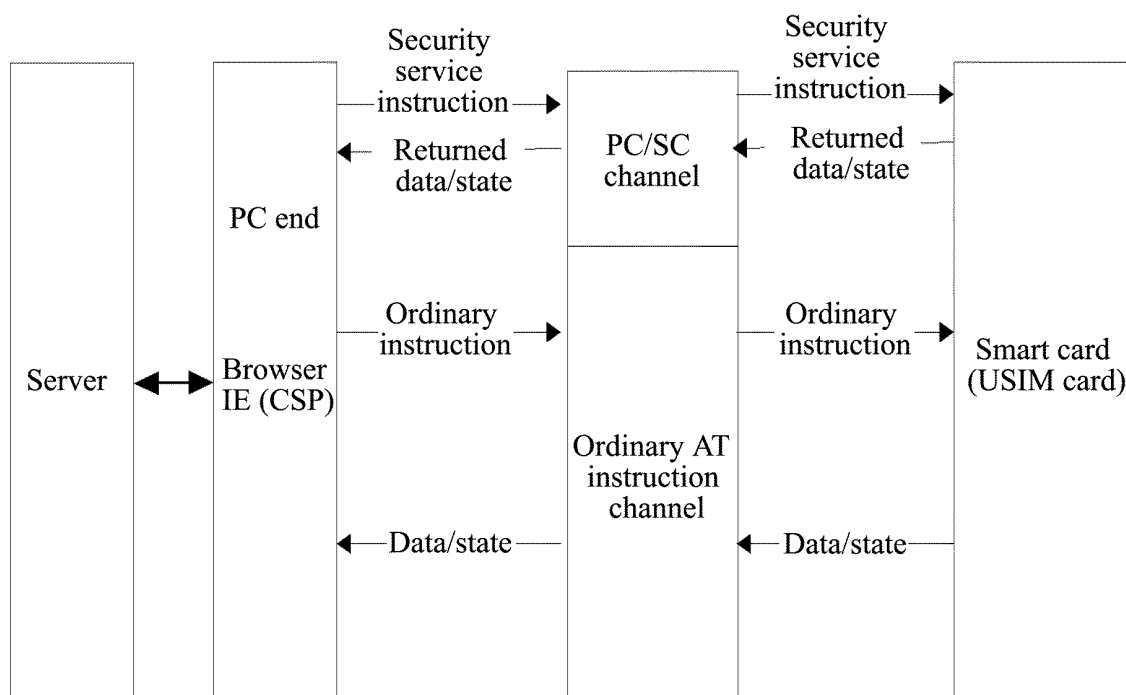 Security
service
instruction
Security
service
instruction
Returned
data/state
PC/SC
channel
Returned
data/state
PC end
Ordinary
instruction
Ordinary
instruction
Server
Browser
IE (CSP)
Smart card
(USIM card)
Ordinary AT
instruction
channel
Data/state
Data/state